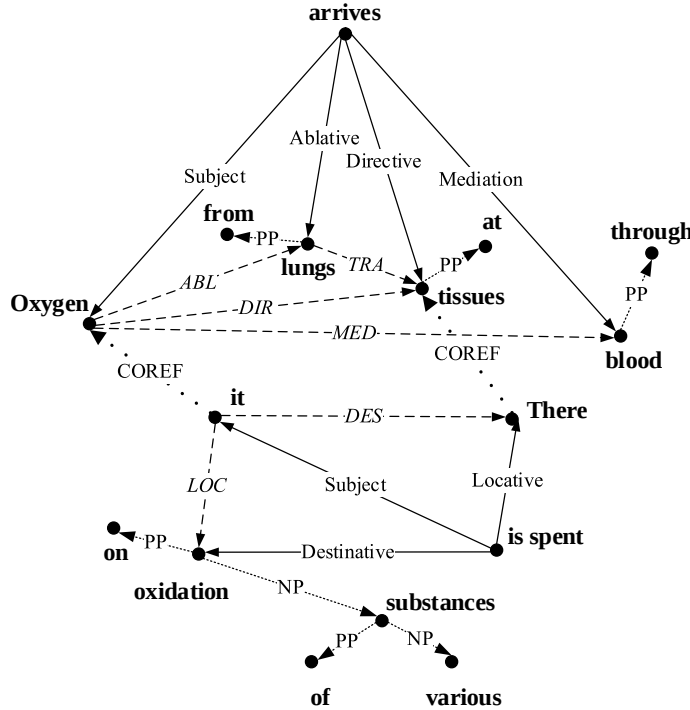 arrives
Ablative
Directive
Subject
Mediation
from
at
through
PP
PP
lungs
TRA
ABL
tissues
PP
Oxygen
DIR
MED
COREF
blood
COREF
it
There
DES
LOC
Subject
Locative
on
PP
Destinative
is spent
oxidation
NP
substances
PP
NP
of
various